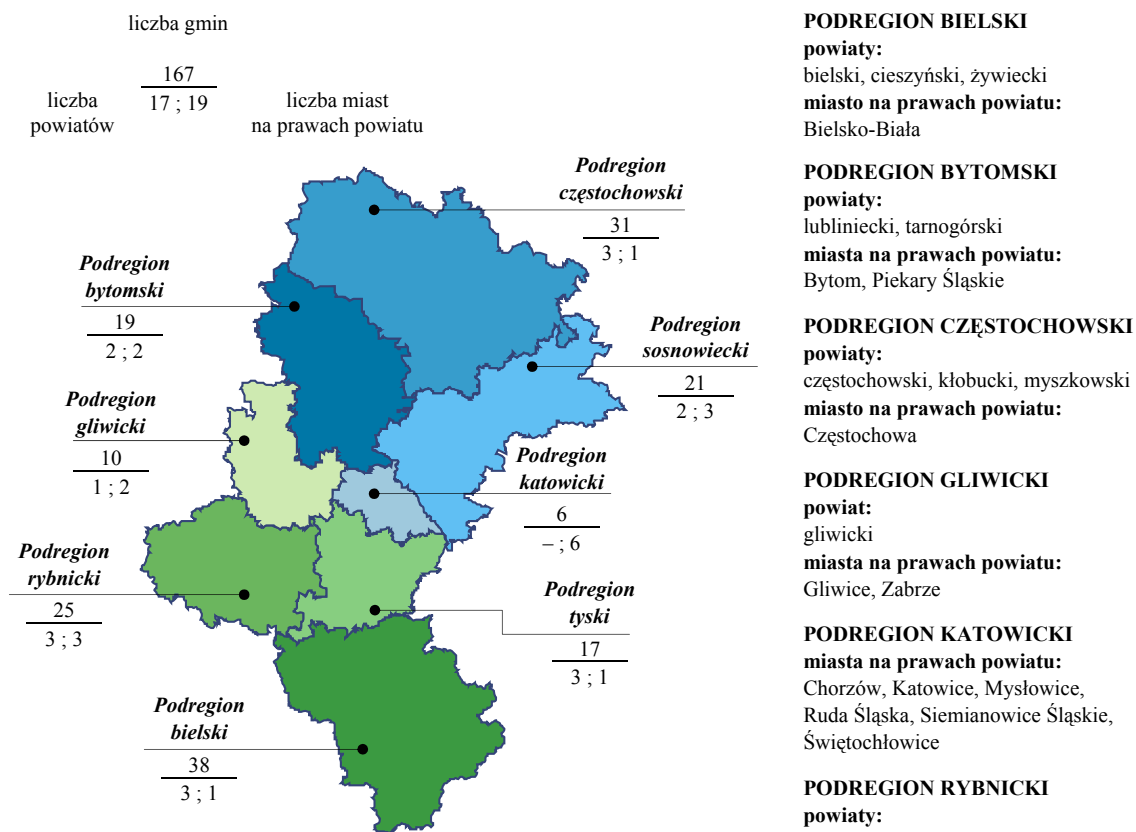 liczba gmin
167
17 ; 19
liczba
powiatów
liczba miast
na prawach powiatu
Podregion
częstochowski
31
3 ; 1
Podregion
bytomski
19
2 ; 2
Podregion
sosnowiecki
21
2 ; 3
Podregion
gliwicki
10
1 ; 2
Podregion
katowicki
6
– ; 6
Podregion
rybnicki
25
3 ; 3
Podregion
tyski
17
3 ; 1
Podregion
bielski
38
3 ; 1
PODREGION BIELSKI
powiaty:
bielski, cieszyński, żywiecki
miasto na prawach powiatu:
Bielsko-Biała
PODREGION BYTOMSKI
powiaty:
lubliniecki, tarnogórski
miasta na prawach powiatu:
Bytom, Piekary Śląskie
PODREGION CZĘSTOCHOWSKI
powiaty:
częstochowski, kłobucki, myszkowski
miasto na prawach powiatu:
Częstochowa
PODREGION GLIWICKI
powiat:
gliwicki
miasta na prawach powiatu:
Gliwice, Zabrze
PODREGION KATOWICKI
miasta na prawach powiatu:
Chorzów, Katowice, Mysłowice,
Ruda Śląska, Siemianowice Śląskie,
Świętochłowice
PODREGION RYBNICKI
powiaty: